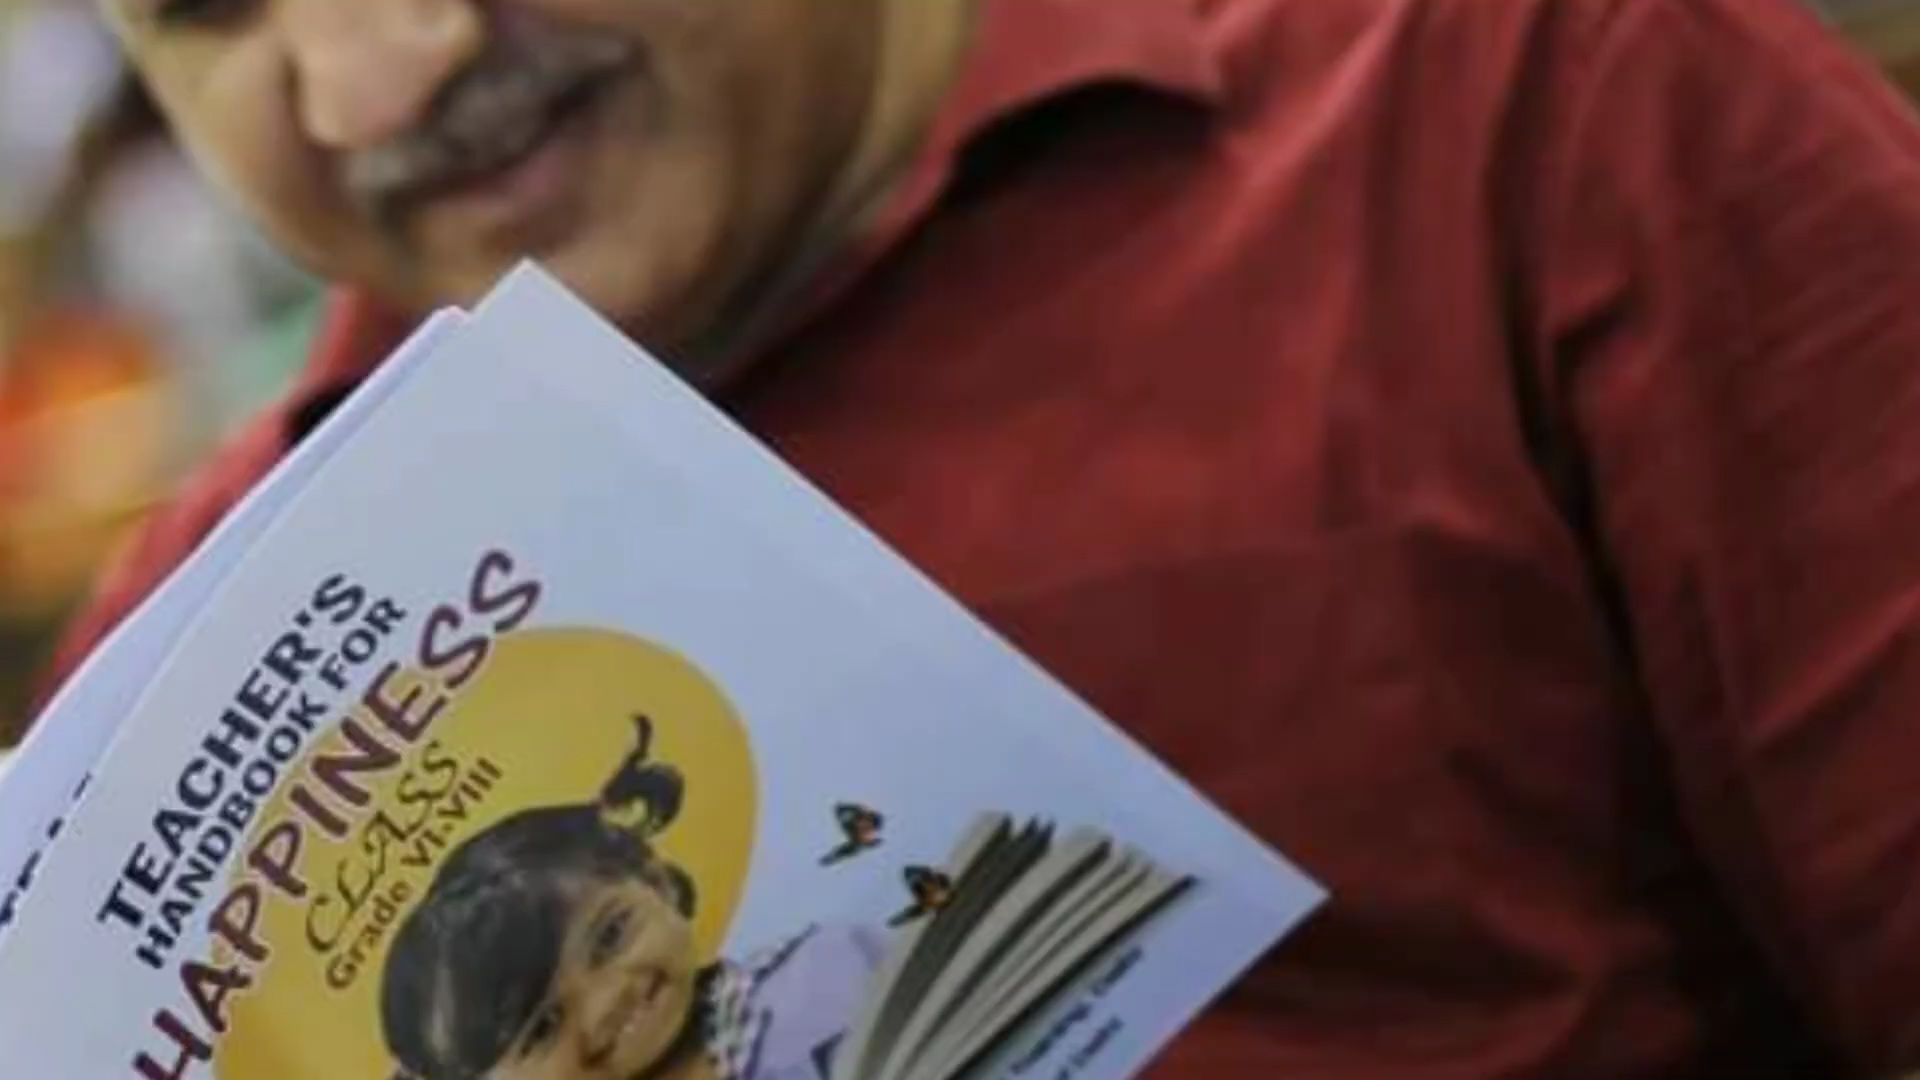 TEACHER'S
HANDBOOK FOR
HAPPINESS
CLASS
Grade VI-VIII